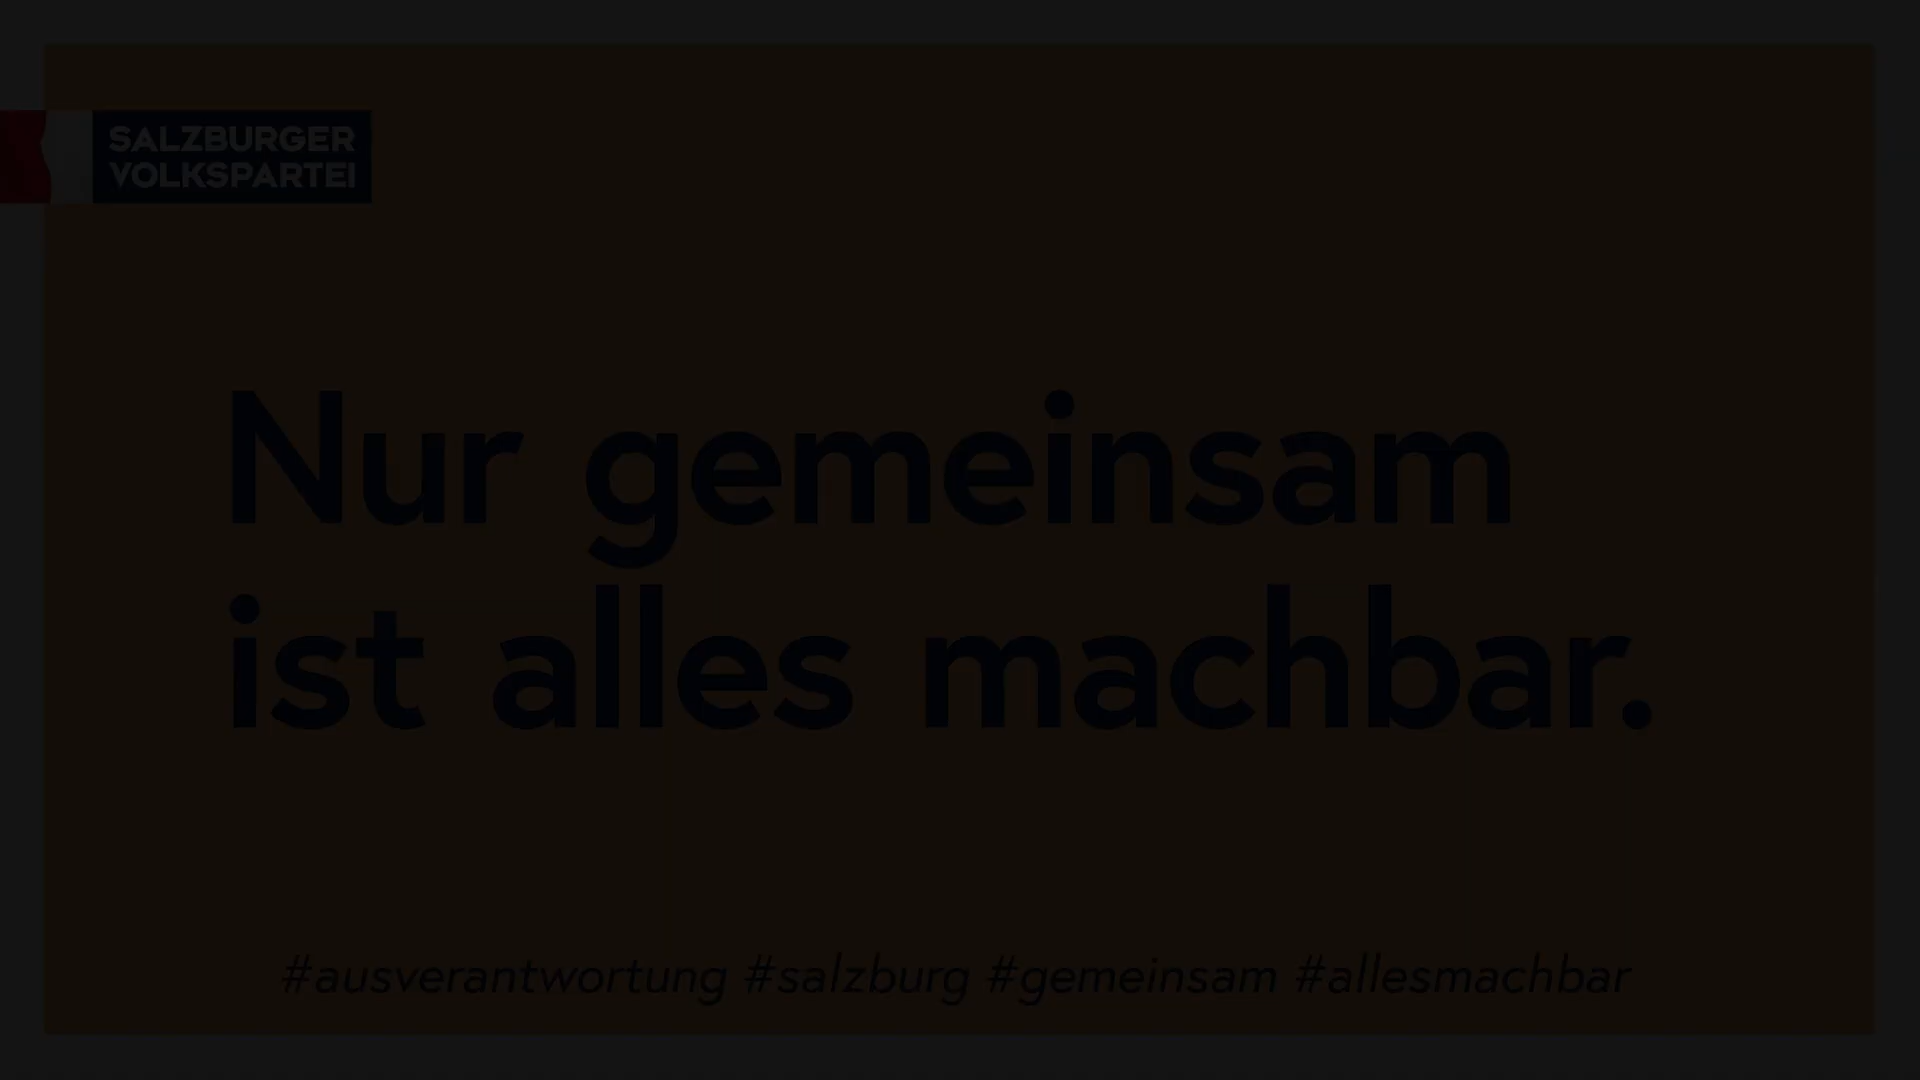 SALZBURGER
VOLKSPARTEI
Nur gemeinsam
ist alles machbar.
#ausverantwortung #salzburg #gemeinsam #allesmachbar